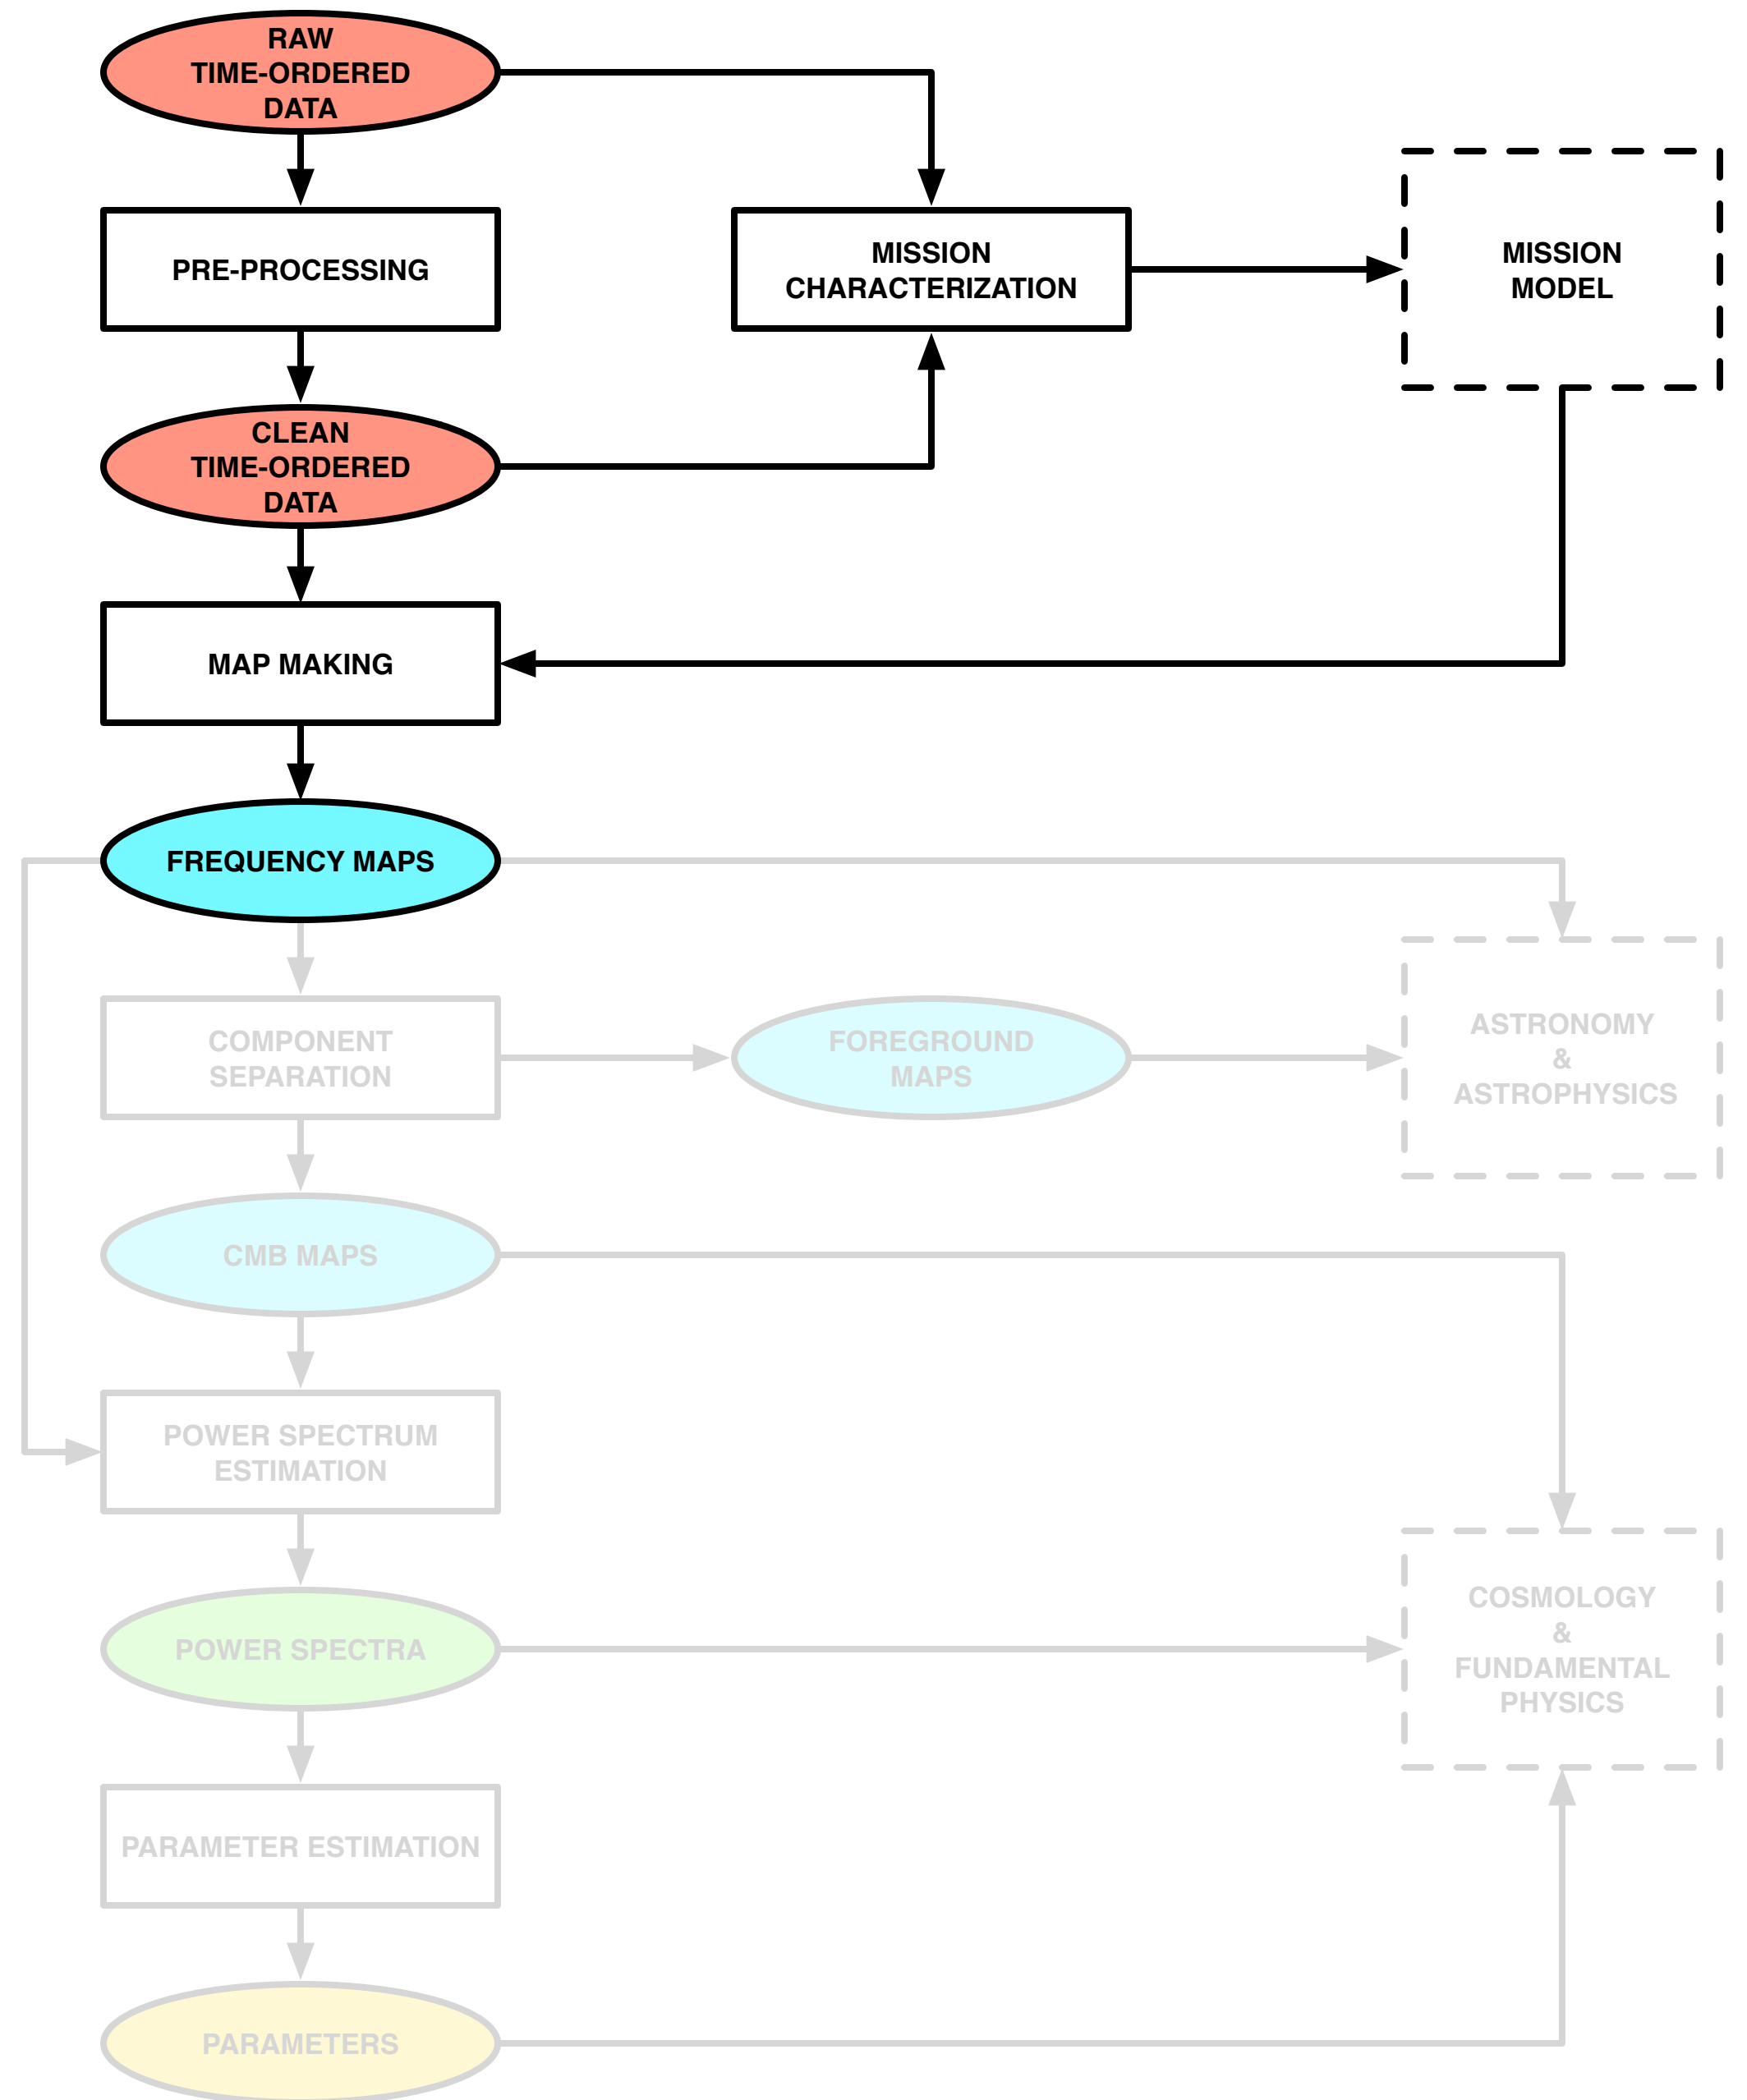 RAW
TIME-ORDERED
DATA
PRE-PROCESSING
MISSION
CHARACTERIZATION
MISSION
MODEL
CLEAN
TIME-ORDERED
DATA
MAP MAKING
FREQUENCY MAPS
COMPONENT
SEPARATION
FOREGROUND
MAPS
ASTRONOMY
&
ASTROPHYSICS
CMB MAPS
POWER SPECTRUM
ESTIMATION
POWER SPECTRA
COSMOLOGY
&
FUNDAMENTAL
PHYSICS
PARAMETER ESTIMATION
PARAMETERS